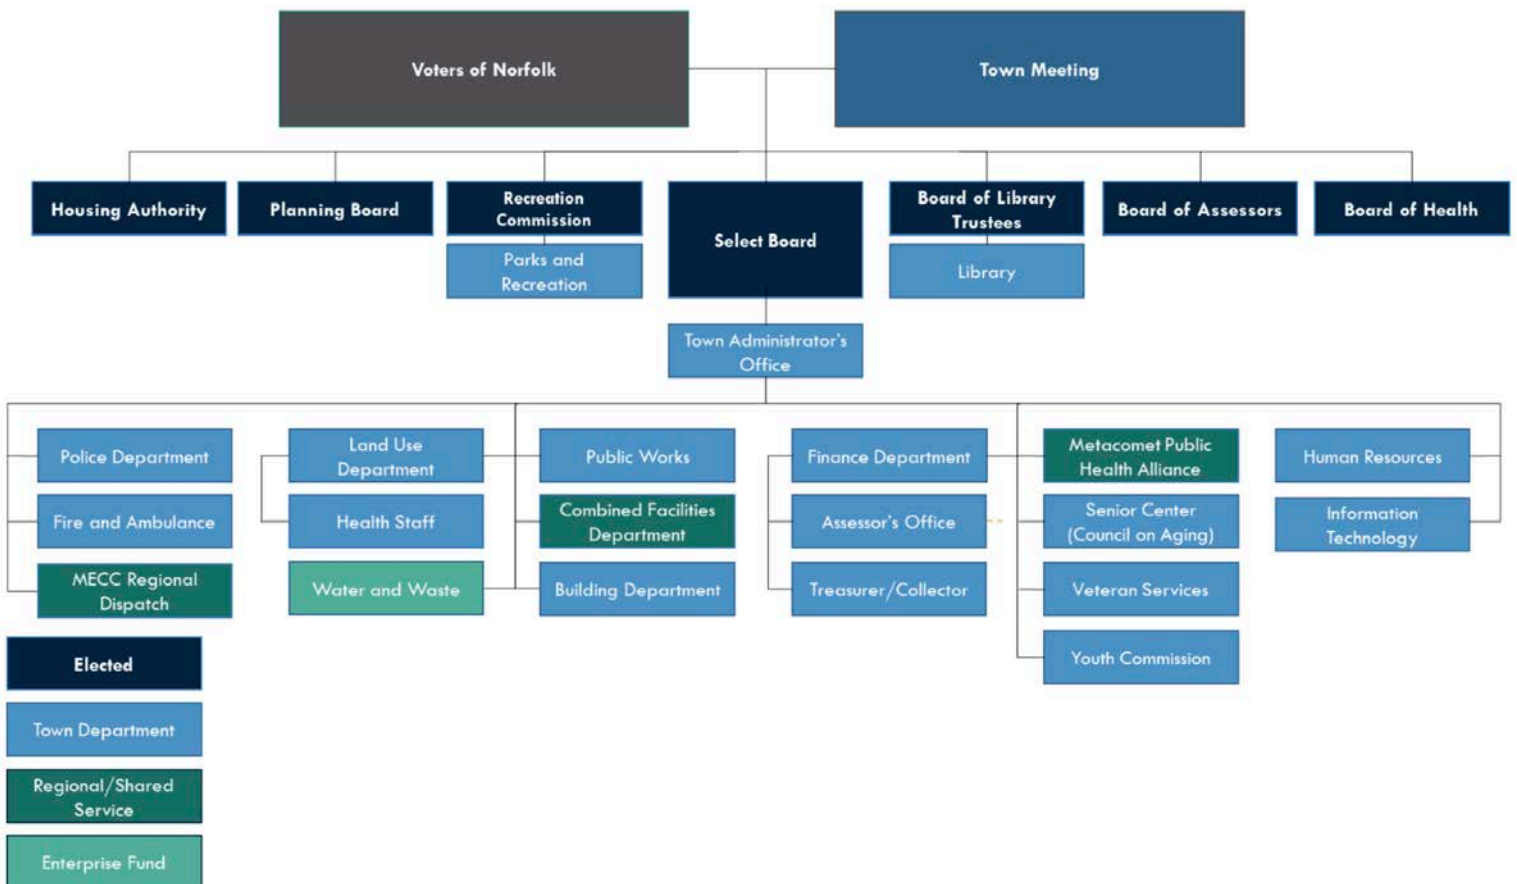 Voters of Norfolk
Town Meeting
Housing Authority
Planning Board
Recreation
Commission
Parks and
Recreation
Select Board
Board of Library
Trustees
Library
Board of Assessors
Board of Health
Town Administrator's
Office
Police Department
Fire and Ambulance
MECC Regional
Dispatch
Land Use
Department
Health Staff
Water and Waste
Public Works
Combined Facilities
Department
Building Department
Finance Department
Assessor's Office
Treasurer/Collector
Metacomet Public
Health Alliance
Senior Center
(Council on Aging)
Veteran Services
Youth Commission
Human Resources
Information
Technology
Elected
Town Department
Regional/Shared
Service
Enterprise Fund